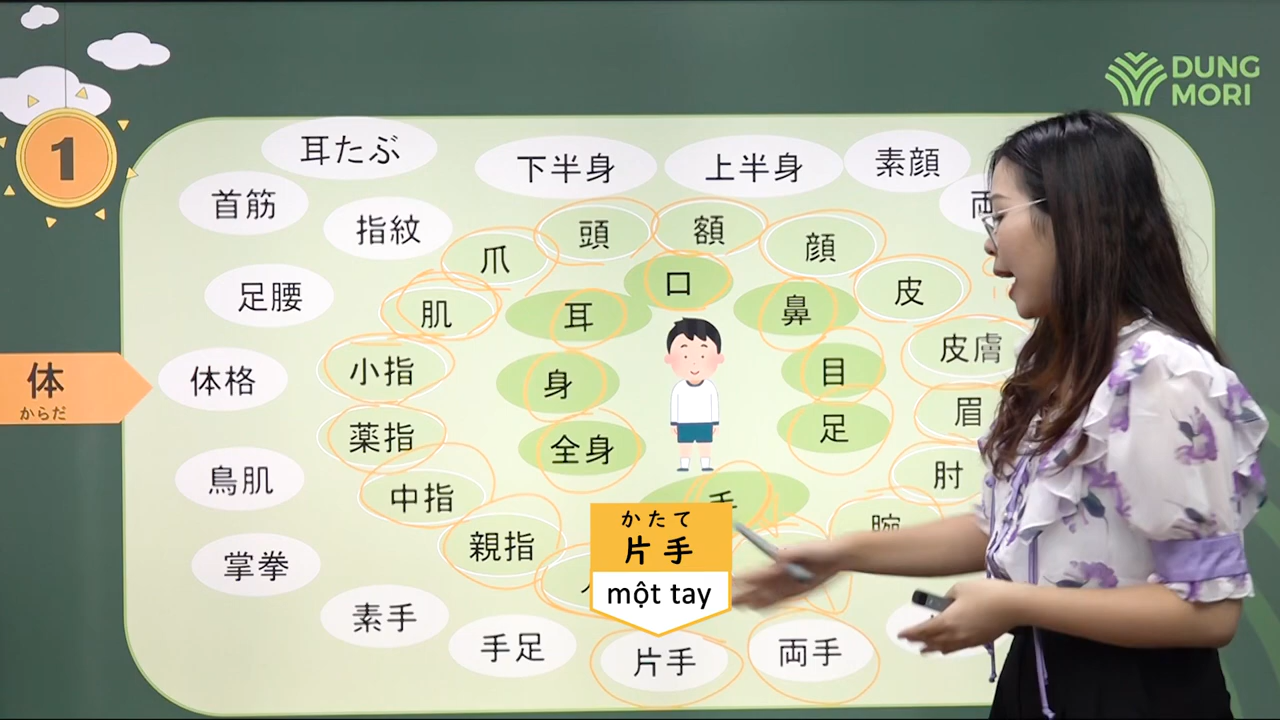 1
DUNG
MORI
体
からだ
耳たぶ
下半身
上半身
素顔
首筋
指紋
爪
頭
額
顔
口
皮
足腰
肌
耳
鼻
皮膚
体格
小指
身
目
眉
薬指
全身
足
鳥肌
中指
手
肘
腕
掌拳
親指
かたて
片手
một tay
素手
手足
片手
両手